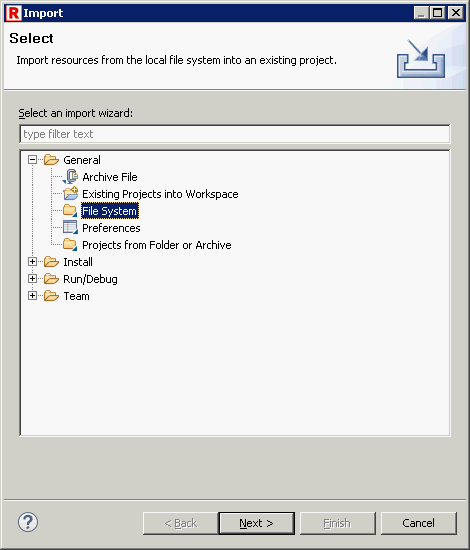 R Import
Select
Import resources from the local file system into an existing project.
Select an import wizard:
type filter text
General
Archive File
Existing Projects into Workspace
File System
Preferences
Projects from Folder or Archive
Install
Run/Debug
Team
? < Back Next > Finish Cancel